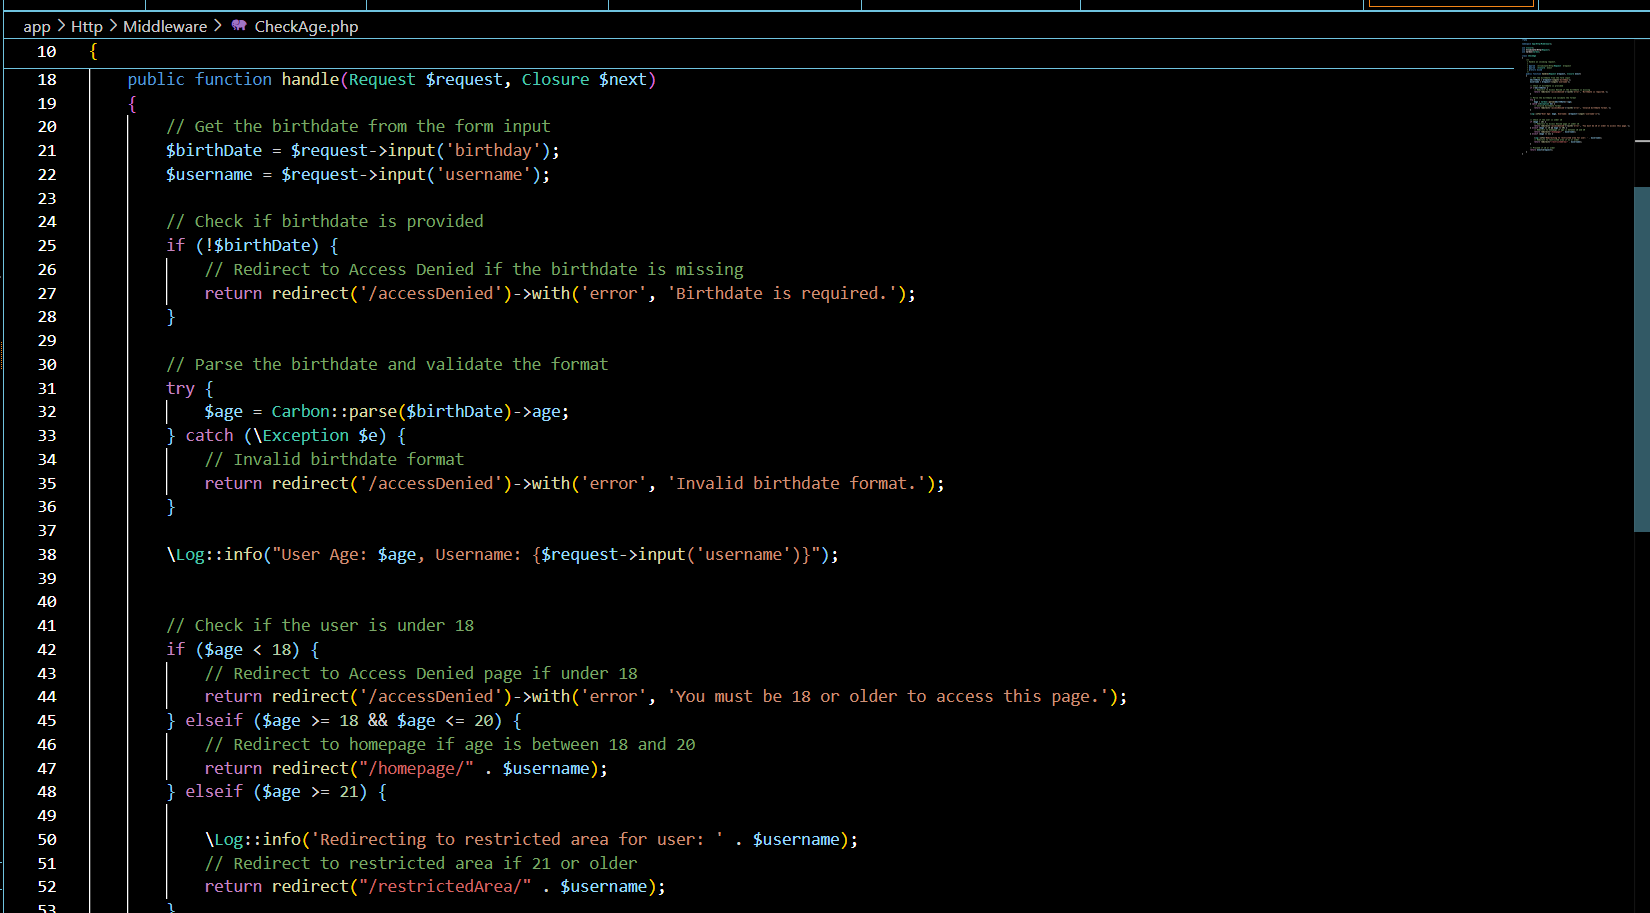 app > Http > Middleware > CheckAge.php
10 {
18 public function handle(Request $request, Closure $next)
19 {
20 // Get the birthdate from the form input
21 $birthDate = $request->input('birthday');
22 $username = $request->input('username');
23
24 // Check if birthdate is provided
25 if (!$birthDate) {
26 // Redirect to Access Denied if the birthdate is missing
27 return redirect('/accessDenied')->with('error', 'Birthdate is required.');
28 }
29
30 // Parse the birthdate and validate the format
31 try {
32 $age = Carbon::parse($birthDate)->age;
33 } catch (\Exception $e) {
34 // Invalid birthdate format
35 return redirect('/accessDenied')->with('error', 'Invalid birthdate format.');
36 }
37
38 \Log::info("User Age: $age, Username: {$request->input('username')}");
39
40
41 // Check if the user is under 18
42 if ($age < 18) {
43 // Redirect to Access Denied page if under 18
44 return redirect('/accessDenied')->with('error', 'You must be 18 or older to access this page.');
45 } elseif ($age >= 18 && $age <= 20) {
46 // Redirect to homepage if age is between 18 and 20
47 return redirect("/homepage/" . $username);
48 } elseif ($age >= 21) {
49
50 \Log::info('Redirecting to restricted area for user: ' . $username);
51 // Redirect to restricted area if 21 or older
52 return redirect("/restrictedArea/" . $username);
53 }